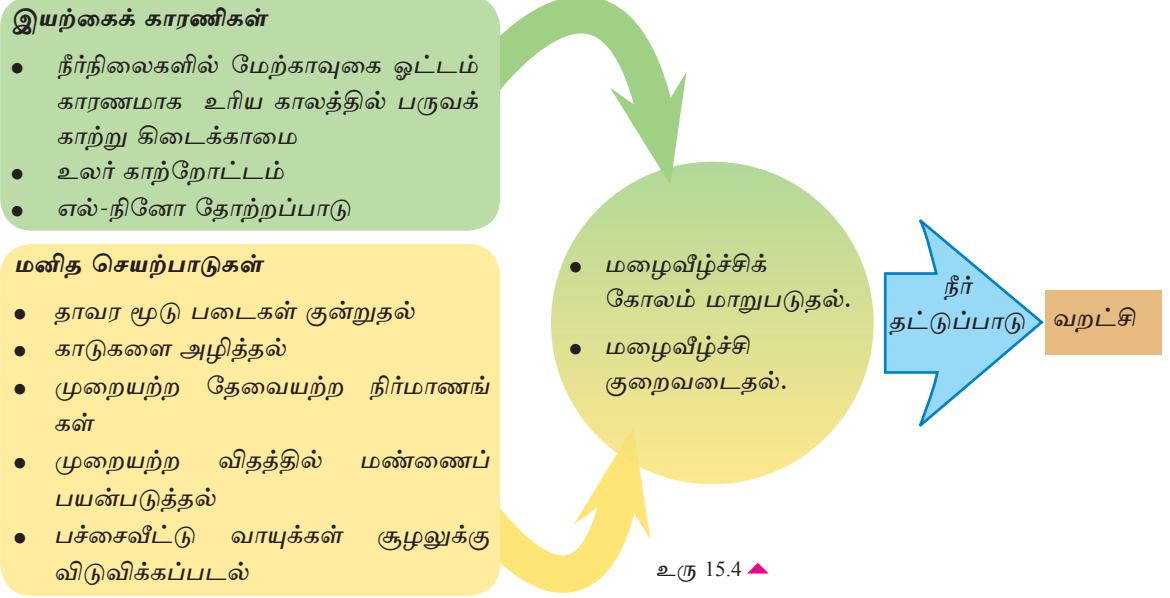 இயற்கைக் காரணிகள்
● நீர்நிலைகளில் மேற்காவுகை ஓட்டம்
காரணமாக உரிய காலத்தில் பருவக்
காற்று கிடைக்காமை
● உலர் காற்றோட்டம்
● எல்-நினோ தோற்றப்பாடு
மனித செயற்பாடுகள்
● தாவர மூடு படைகள் குன்றுதல்
● காடுகளை அழித்தல்
● முறையற்ற தேவையற்ற நிர்மாணங்
கள்
● முறையற்ற விதத்தில் மண்ணைப்
பயன்படுத்தல்
● பச்சைவீட்டு வாயுக்கள் சூழலுக்கு
விடுவிக்கப்படல்
● மழைவீழ்ச்சிக்
கோலம் மாறுபடுதல்.
● மழைவீழ்ச்சி
குறைவடைதல்.
நீர்
தட்டுப்பாடு
வறட்சி
உரு 15.4